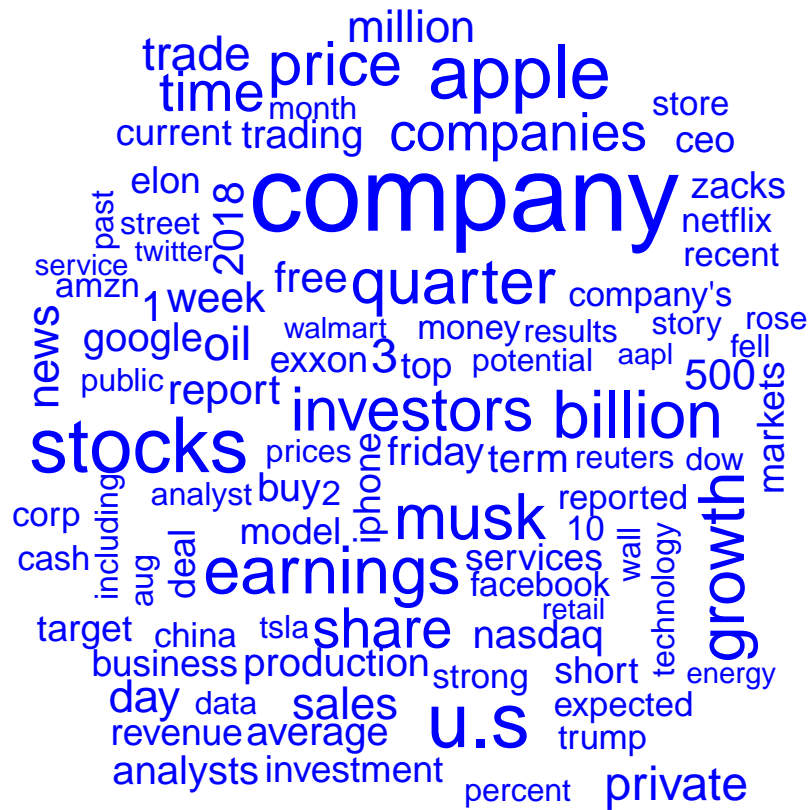 million
trade
price
apple
time
month
store
current
trading
companies
ceo
elon
company
zacks
past
street
2018
netflix
twitter
recent
service
amzn
1
week
free
quarter
company's
news
google
oil
walmart
money
results
story
rose
fell
exxon
3
top
potential
aapl
500
public
report
markets
investors
billion
stocks
prices
friday
term
reuters
dow
iphone
analyst
buy
2
reported
corp
including
model
musk
10
wall
growth
cash
aug
deal
earnings
services
facebook
technology
retail
target
china
tsla
share
nasdaq
business
production
strong
short
energy
day
data
sales
u.s
expected
revenue
average
trump
analysts
investment
percent
private